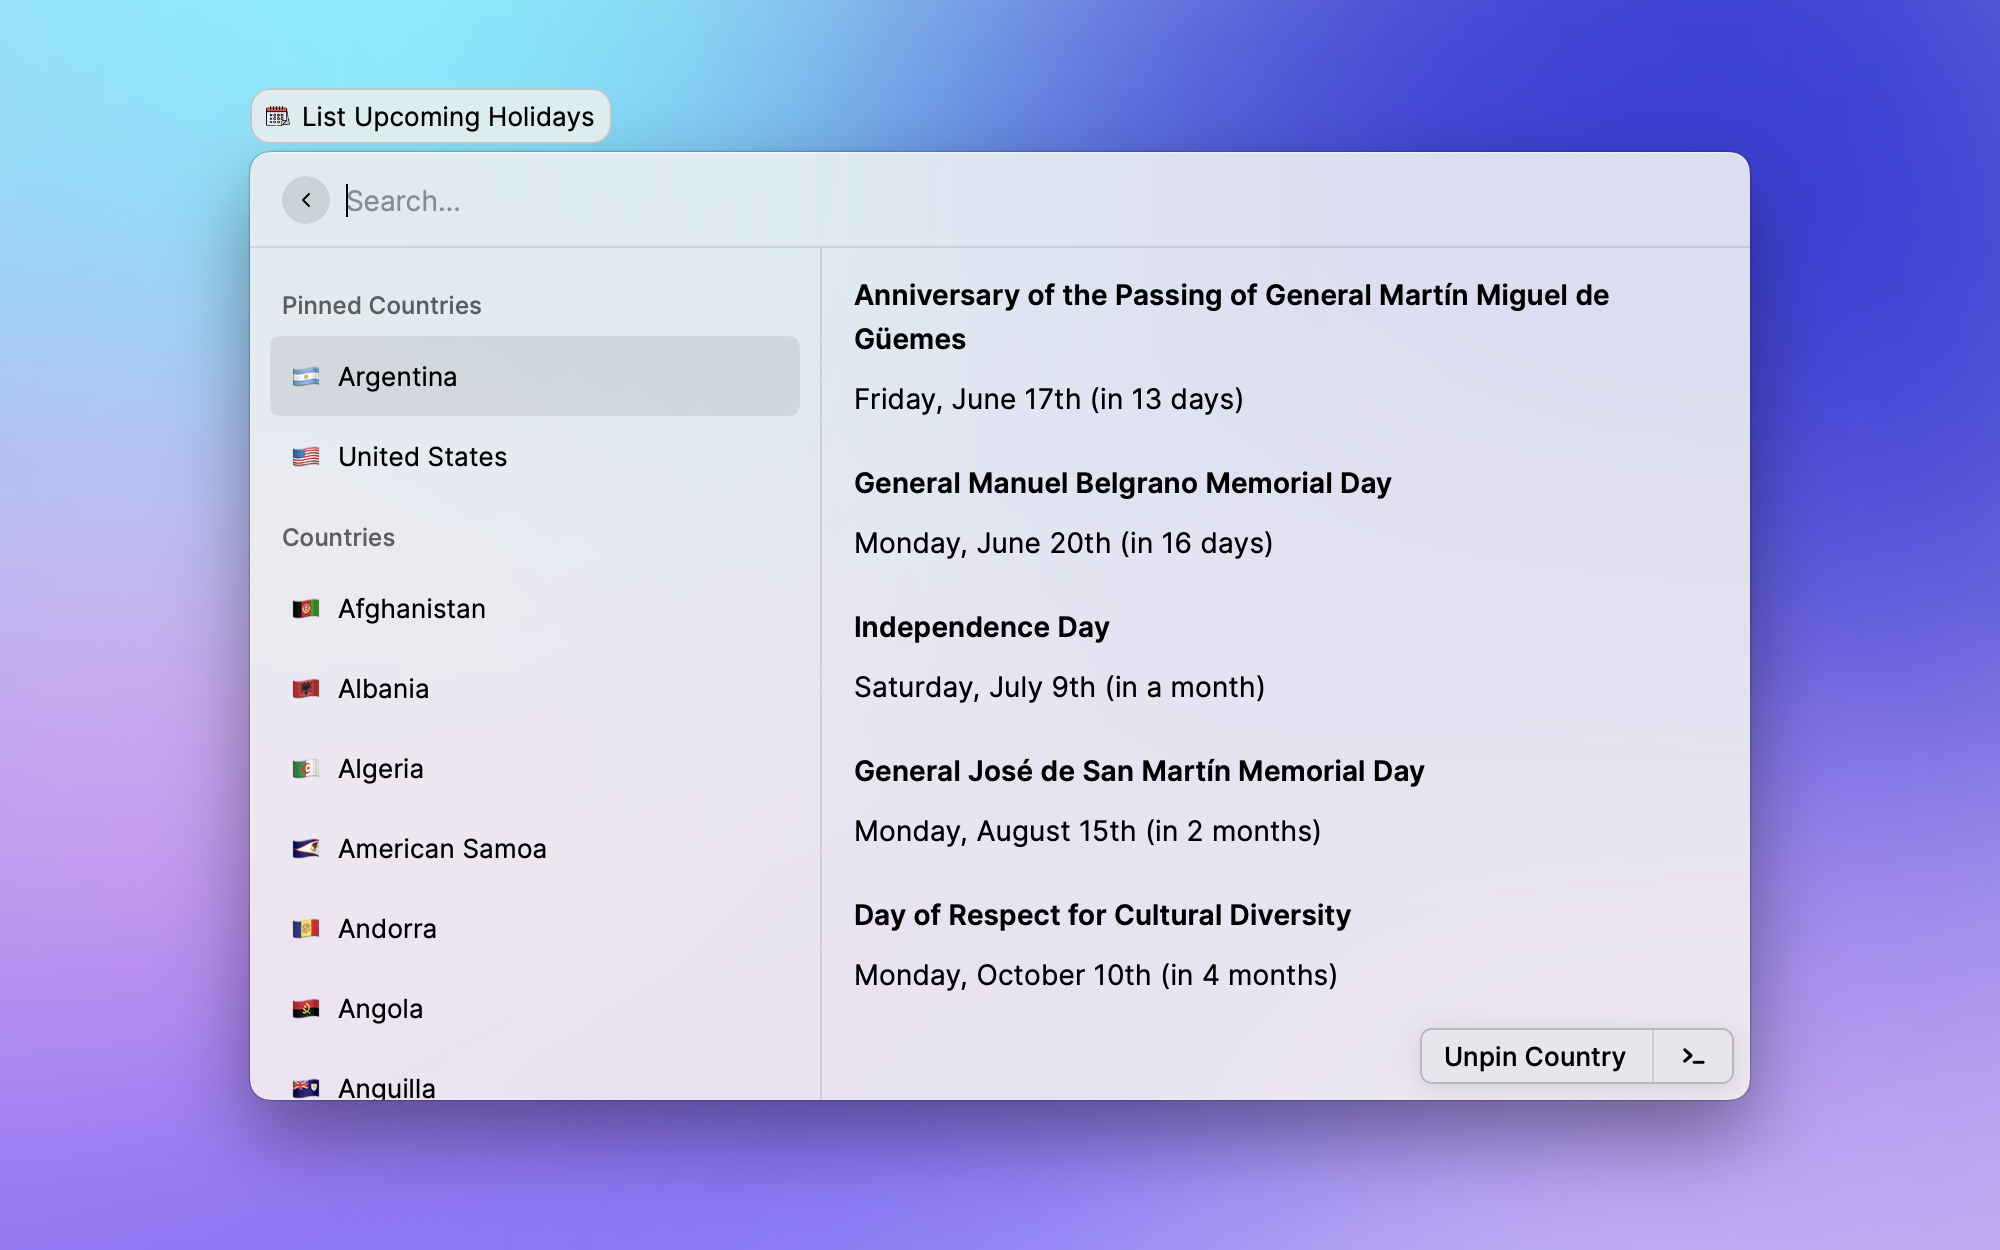 List Upcoming Holidays
Search...
Pinned Countries
Argentina
United States
Countries
Afghanistan
Albania
Algeria
American Samoa
Andorra
Angola
Anguilla
Anniversary of the Passing of General Martín Miguel de
Güemes
Friday, June 17th (in 13 days)
General Manuel Belgrano Memorial Day
Monday, June 20th (in 16 days)
Independence Day
Saturday, July 9th (in a month)
General José de San Martín Memorial Day
Monday, August 15th (in 2 months)
Day of Respect for Cultural Diversity
Monday, October 10th (in 4 months)
Unpin Country